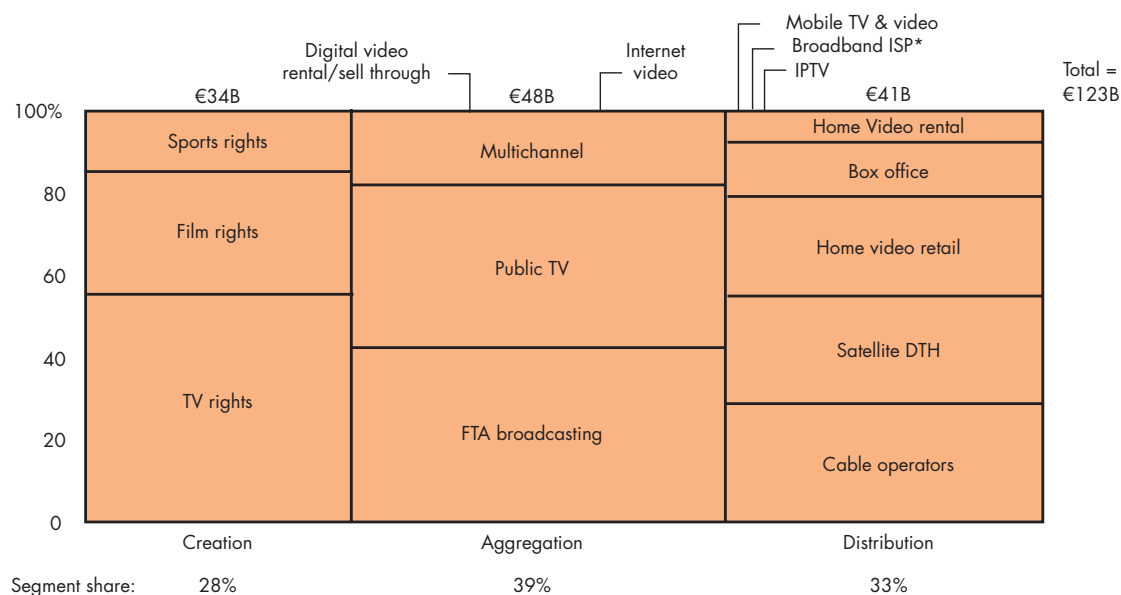 Mobile TV & video
Digital video
rental/sell through
Internet
video
Broadband ISP*
IPTV
Total =
€123B
€34B
€48B
€41B
100%
Sports rights
Multichannel
Home Video rental
Box office
80
Film rights
Public TV
Home video retail
60
40
TV rights
FTA broadcasting
Satellite DTH
20
Cable operators
0
Creation
Aggregation
Distribution
Segment share:
28%
39%
33%